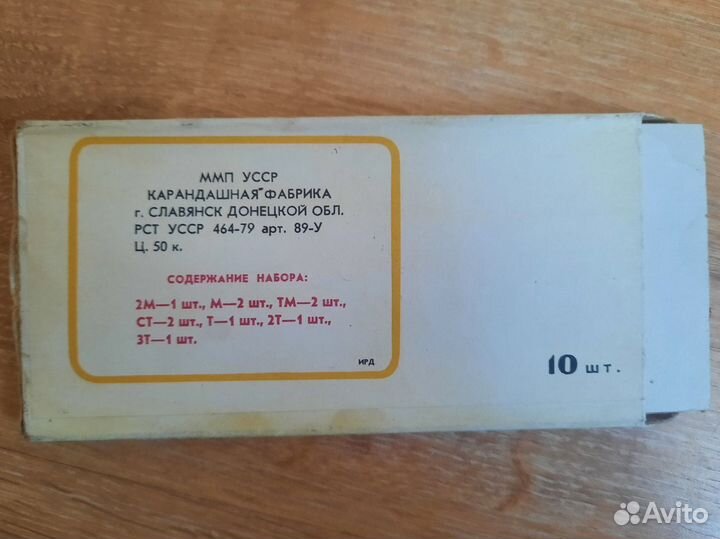 ММП УССР
КАРАНДАШНАЯ ФАБРИКА
г. СЛАВЯНСК ДОНЕЦКОЙ ОБЛ.
РСТ УССР 464-79 арт. 89-У
Ц. 50 к.
СОДЕРЖАНИЕ НАБОРА:
2М—1 шт., М—2 шт., ТМ—2 шт.,
СТ—2 шт., Т—1 шт., 2Т—1 шт.,
3Т—1 шт.
ИРД
10 шт.
Avito